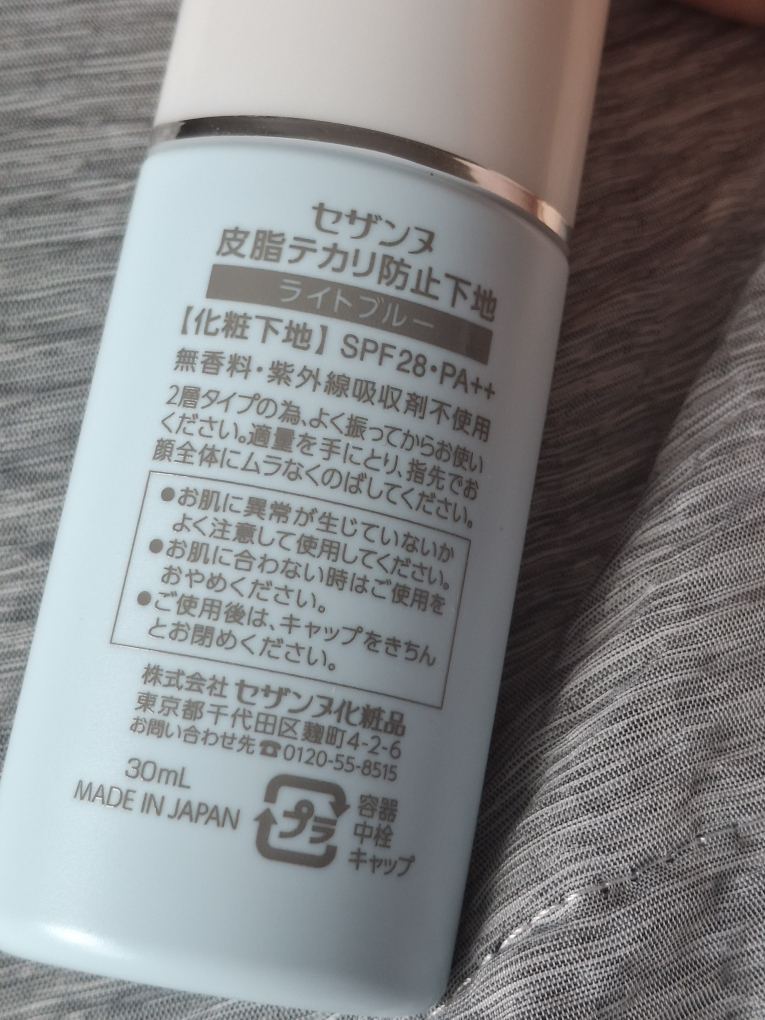 セザンヌ
皮脂テカリ防止下地
ライトブルー
【化粧下地】 SPF28・PA++
無香料・紫外線吸収剤不使用
2層タイプの為、よく振ってからお使い
ください。適量を手にとり、指先でお
顔全体にムラなくのばしてください。
●お肌に異常が生じていないか
よく注意して使用してください。
●お肌に合わない時はご使用を
おやめください。
●ご使用後は、キャップをきちん
とお閉めください。
株式会社 セザンヌ化粧品
東京都千代田区麹町4-2-6
お問い合わせ先☎0120-55-8515
30mL
MADE IN JAPAN
プラ
容器
中栓
キャップ